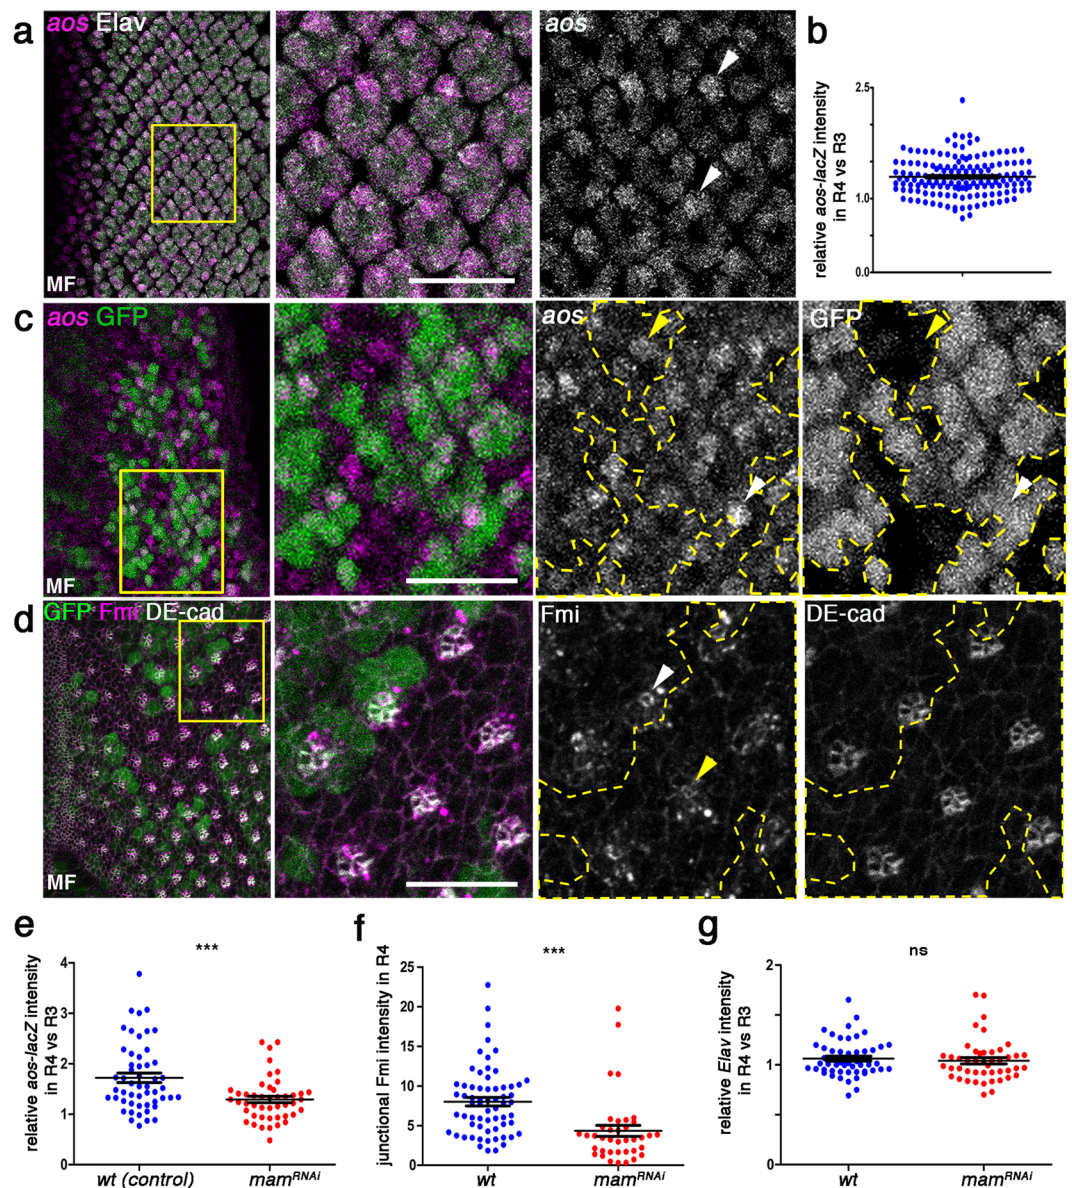 a
aos Elav
MF
aos
b
relative aos-lacZ intensity
in R4 vs R3
2.5
1.0
0.0
c
aos GFP
MF
aos
GFP
d
GFP Fmi DE-cad
MF
Fmi
DE-cad
e
relative aos-lacZ intensity
in R4 vs R3
4
3
2
1
0
***
wt (control)
mamRNAi
f
junctional Fmi intensity in R4
25
20
15
10
5
0
***
wt
mamRNAi
g
relative Elav intensity
in R4 vs R3
2
1
0
ns
wt
mamRNAi